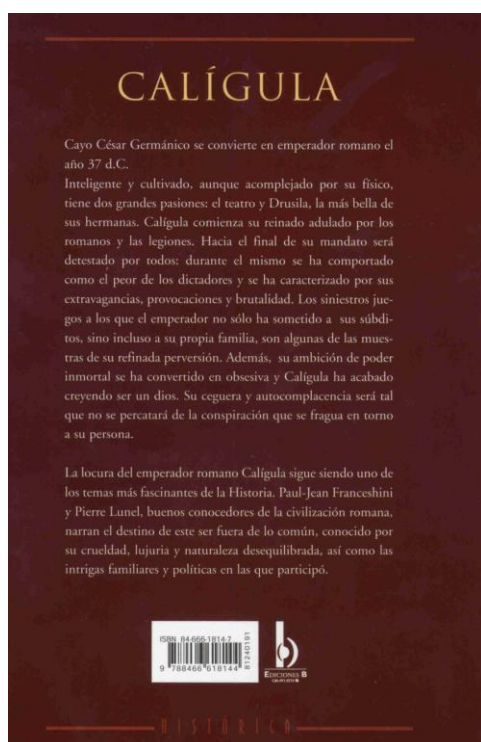 CALÍGULA
Cayo César Germánico se convierte en emperador romano el
año 37 d.C.
Inteligente y cultivado, aunque acomplejado por su físico,
tiene dos grandes pasiones: el teatro y Drusila, la más bella de
sus hermanas. Calígula comienza su reinado adulado por los
romanos y las legiones. Hacia el final de su mandato será
detestado por todos: durante el mismo se ha comportado
como el peor de los dictadores y se ha caracterizado por sus
extravagancias, provocaciones y brutalidad. Los siniestros jue-
gos a los que el emperador no sólo ha sometido a sus súbdi-
tos, sino incluso a su propia familia, son algunas de las mues-
tras de su refinada perversión. Además, su ambición de poder
inmortal se ha convertido en obsesiva y Calígula ha acabado
creyendo ser un dios. Su ceguera y autocomplacencia será tal
que no se percatará de la conspiración que se fragua en torno
a su persona.
La locura del emperador romano Calígula sigue siendo uno de
los temas más fascinantes de la Historia. Paul-Jean Franceshini
y Pierre Lunel, buenos conocedores de la civilización romana,
narran el destino de este ser fuera de lo común, conocido por
su crueldad, lujuria y naturaleza desequilibrada, así como las
intrigas familiares y políticas en las que participó.
ISBN 84-666-1814-7
9 788466 618144
81240191
EDICIONES B
GRUPO ZETA
HISTÓRICA